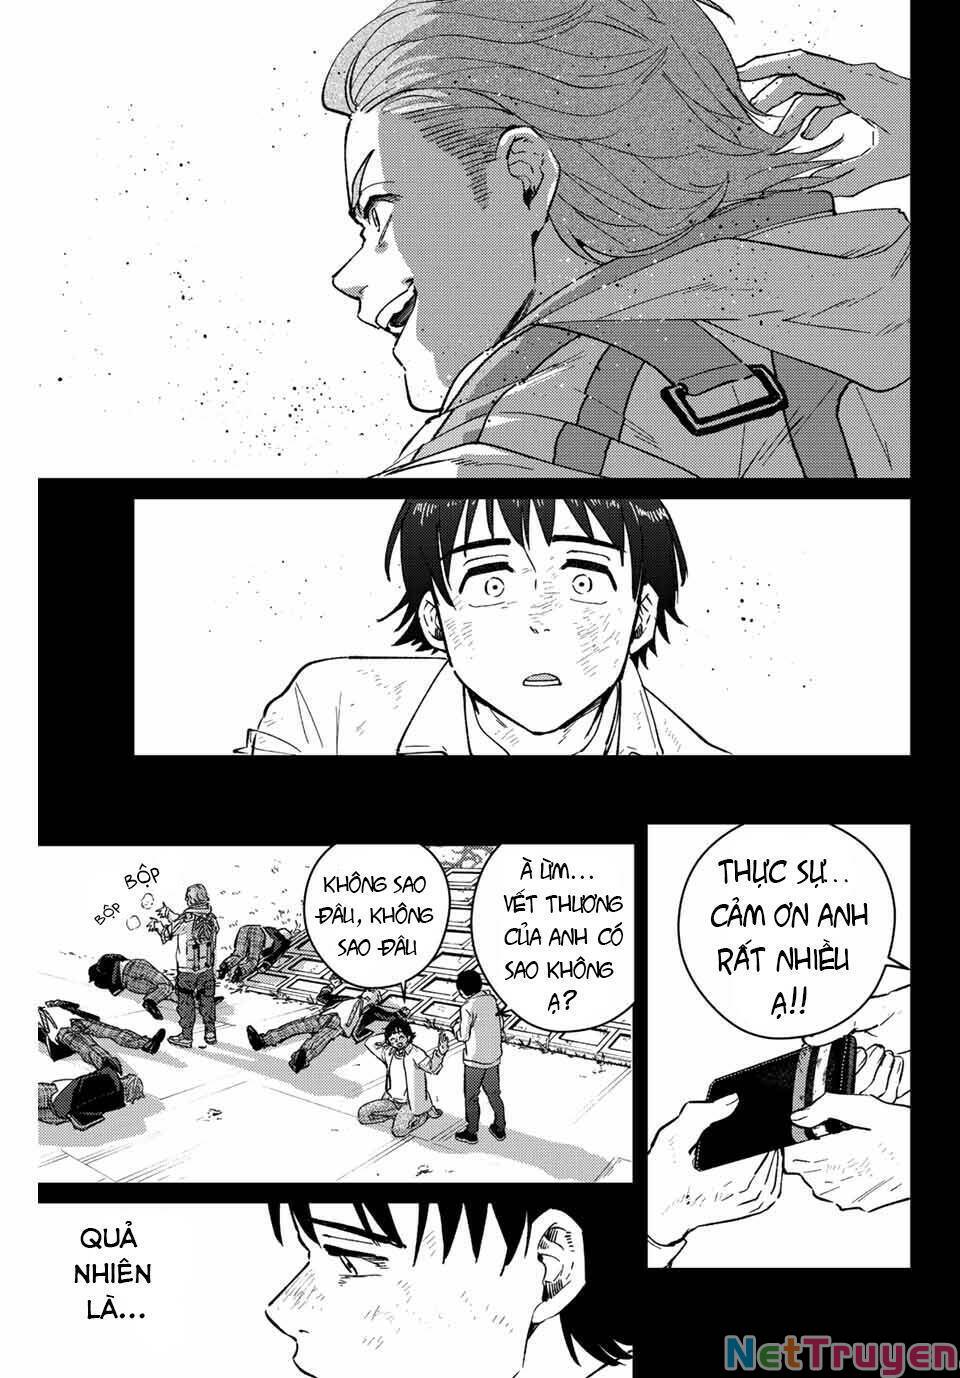 THỰC SỰ...
CẢM ƠN ANH
RẤT NHIỀU
Ạ!!
À ỪM...
VẾT THƯƠNG
CỦA ANH CÓ
SAO KHÔNG
Ạ?
KHÔNG SAO
ĐÂU, KHÔNG
SAO ĐÂU
BỘP
BỘP
QUẢ
NHIÊN
LÀ...
NetTruyen